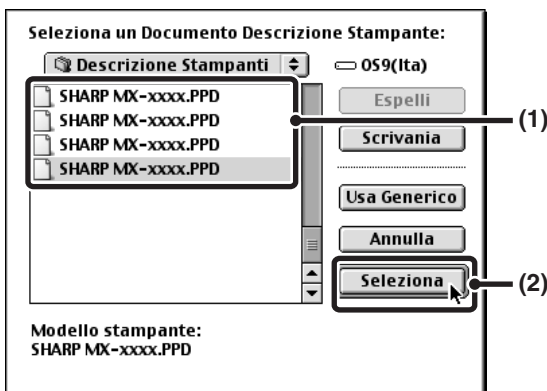 Seleziona un Documento Descrizione Stampante:
Descrizione Stampanti
OS9(Ita)
SHARP MX-xxxx.PPD
SHARP MX-xxxx.PPD
SHARP MX-xxxx.PPD
SHARP MX-xxxx.PPD
Espelli
(1)
Scrivania
Usa Generico
Annulla
Seleziona
(2)
Modello stampante:
SHARP MX-xxxx.PPD